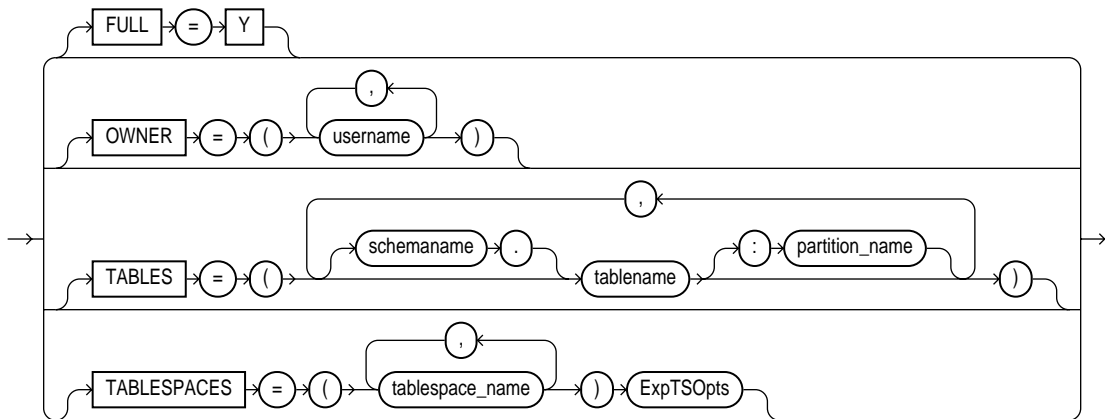 FULL = Y
,
OWNER = ( username )
,
schemaname . : partition_name
TABLES = ( tablename )
,
TABLESPACES = ( tablespace_name ) ExpTSOpts